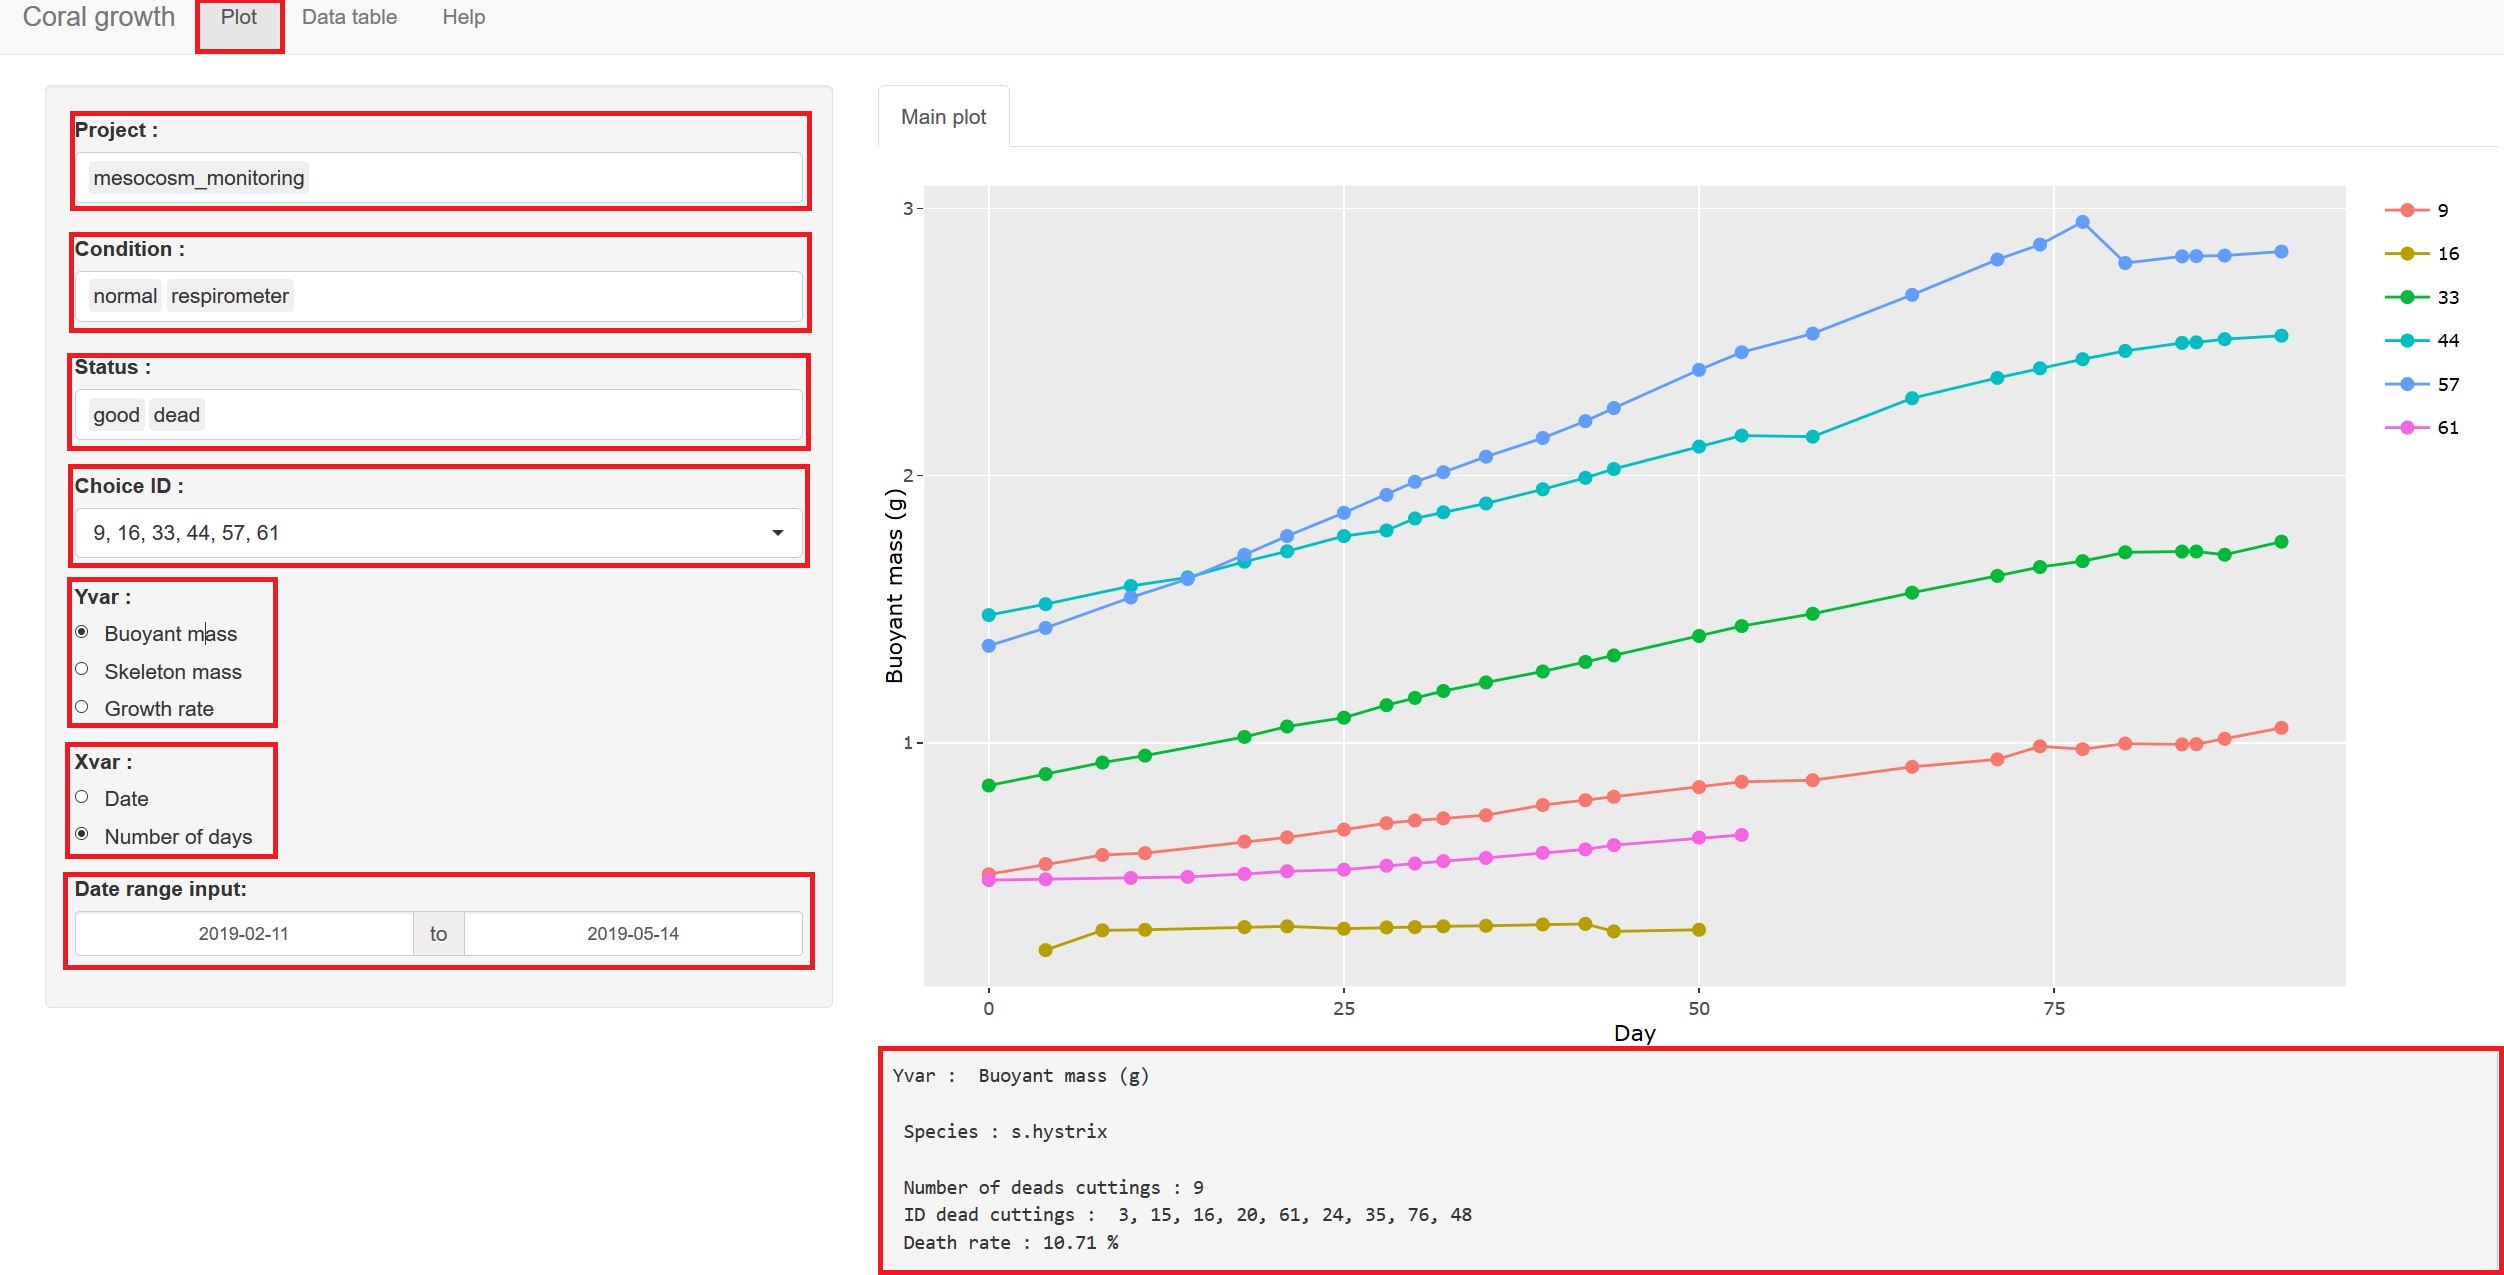 Coral growth Plot Data table Help
Project :
mesocosm_monitoring
Condition :
normal respirometer
Status :
good dead
Choice ID :
9, 16, 33, 44, 57, 61
Yvar :
Buoyant mass
Skeleton mass
Growth rate
Xvar :
Date
Number of days
Date range input:
2019-02-11 to 2019-05-14
Main plot
3
2
1
Buoyant mass (g)
0 25 50 75
Day
9
16
33
44
57
61
Yvar : Buoyant mass (g)
Species : s.hystrix
Number of deads cuttings : 9
ID dead cuttings : 3, 15, 16, 20, 61, 24, 35, 76, 48
Death rate : 10.71 %